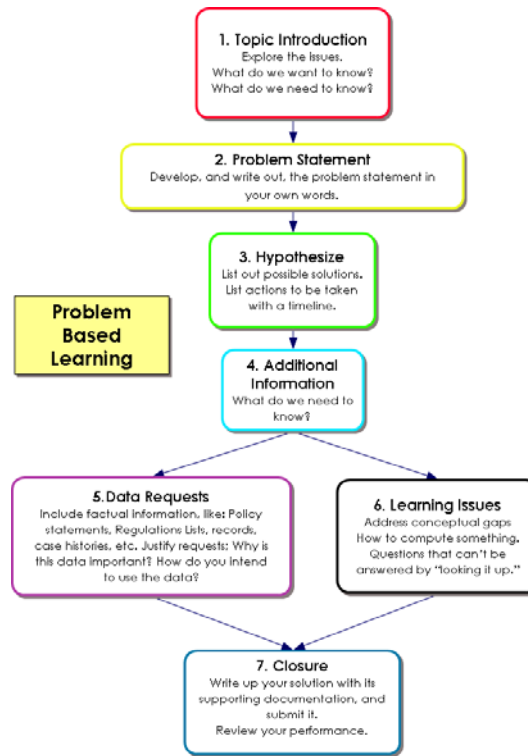 1. Topic Introduction
Explore the issues.
What do we want to know?
What do we need to know?
2. Problem Statement
Develop, and write out, the problem statement in
your own words.
3. Hypothesize
List out possible solutions.
List actions to be taken
with a timeline.
Problem
Based
Learning
4. Additional
Information
What do we need to
know?
5.Data Requests
Include factual information, like: Policy
statements, Regulations Lists, records,
case histories, etc. Justify requests: Why is
this data important? How do you intend
to use the data?
6. Learning Issues
Address conceptual gaps
How to compute something.
Questions that can't be
answered by "looking it up."
7. Closure
Write up your solution with its
supporting documentation, and
submit it.
Review your performance.